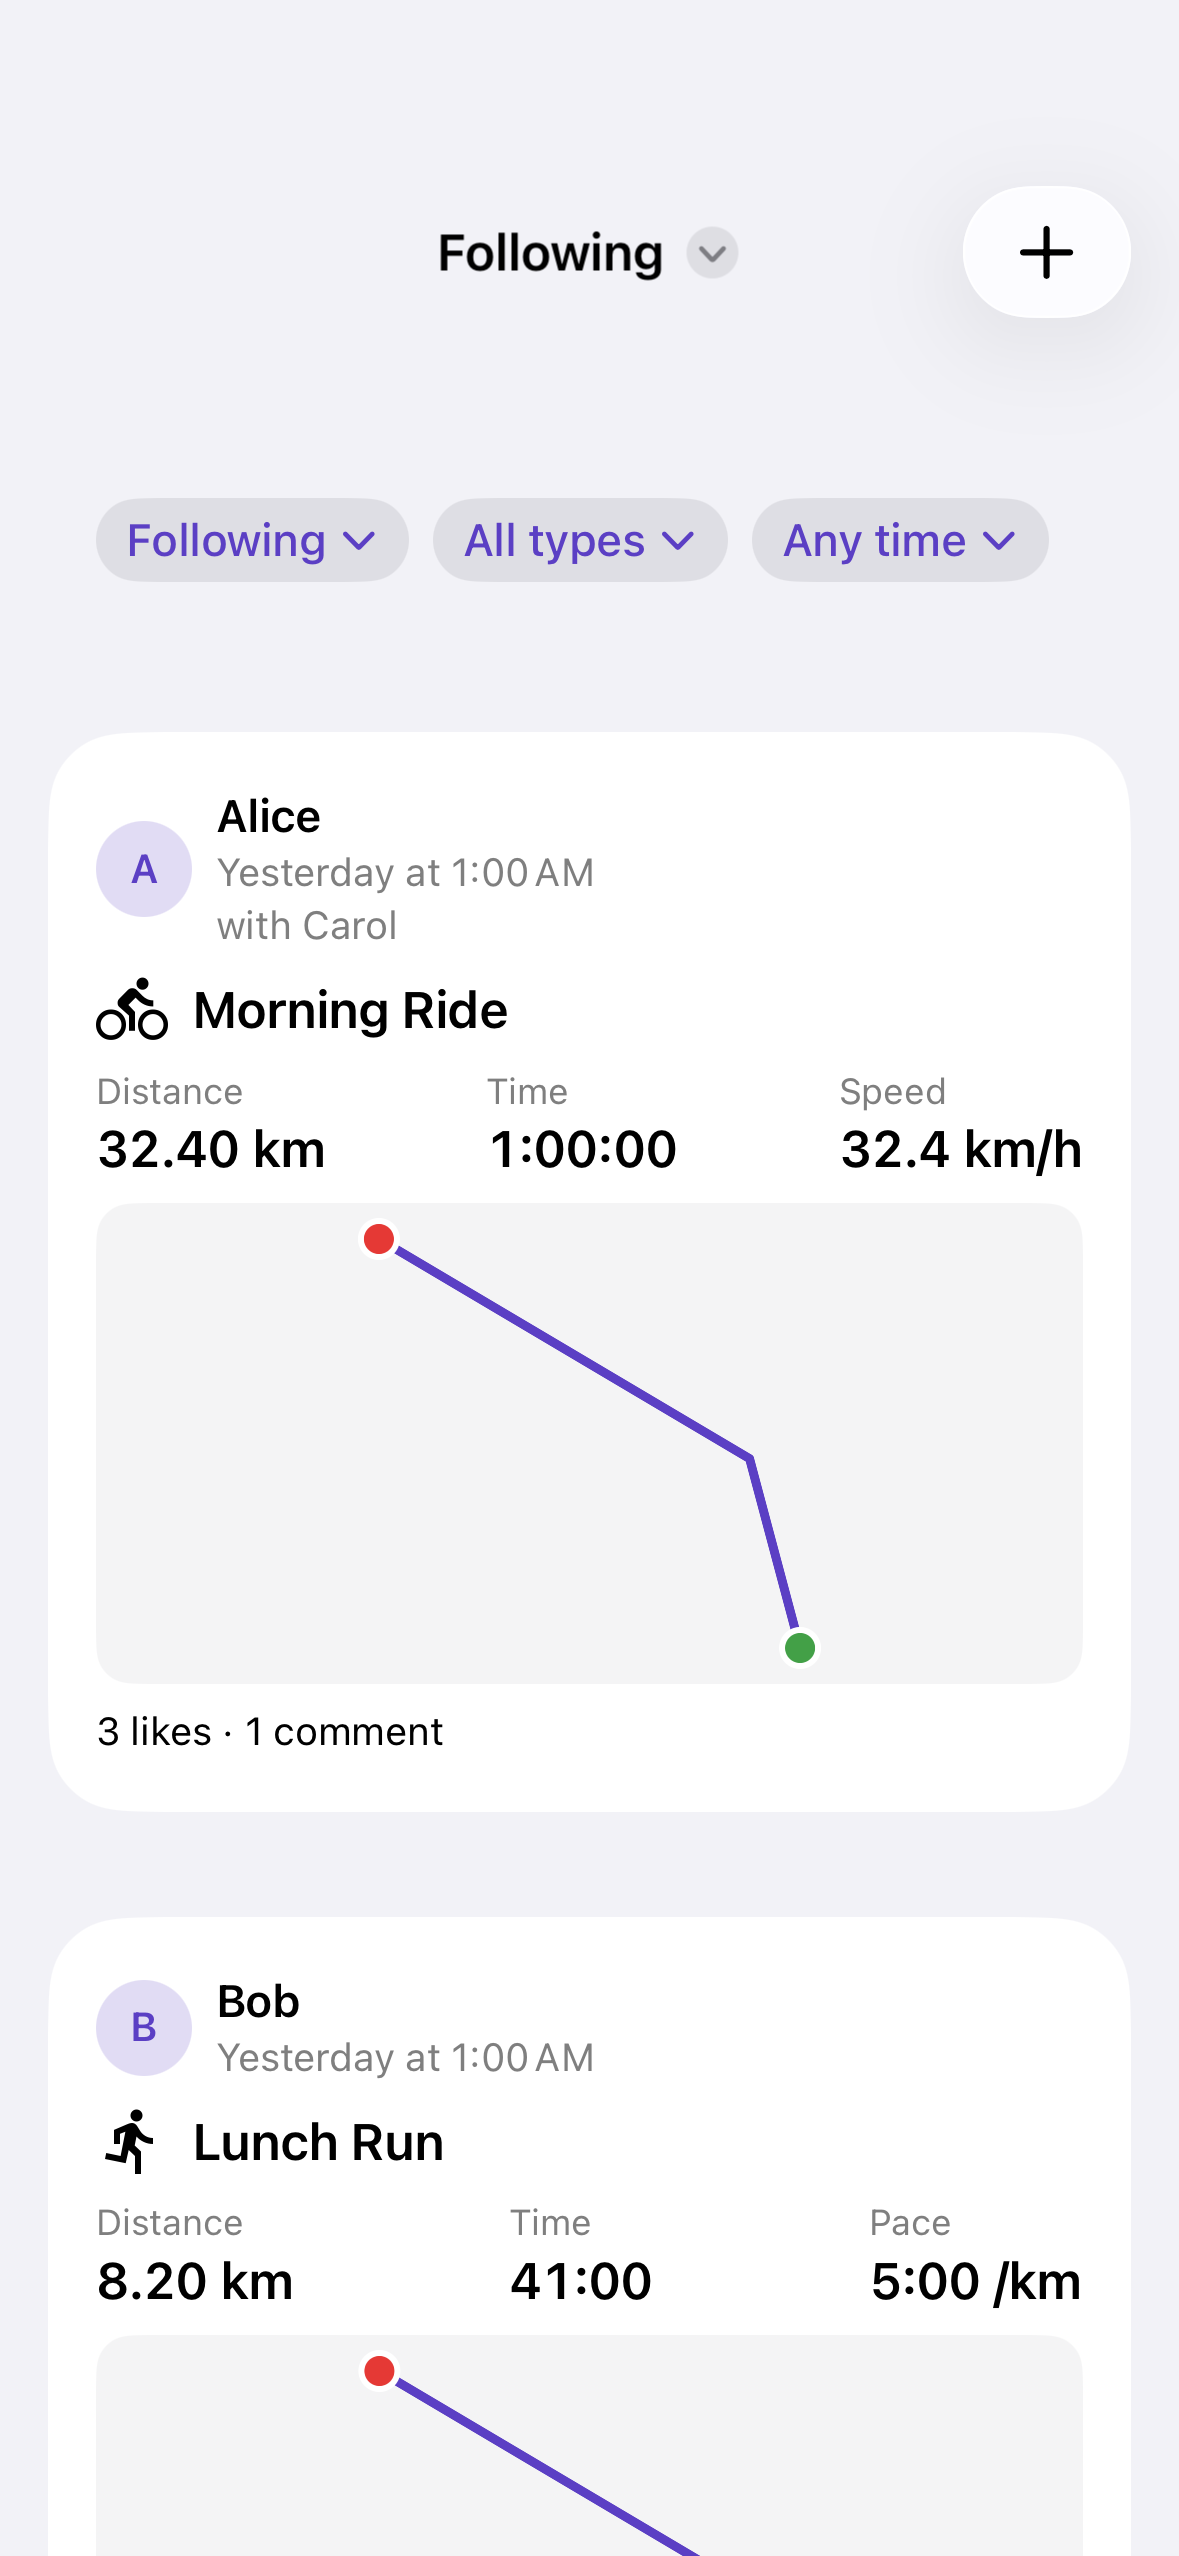 Following
Following
All types
Any time
A
Alice
Yesterday at 1:00 AM
with Carol
Morning Ride
Distance Time Speed
32.40 km 1:00:00 32.4 km/h
3 likes · 1 comment
B
Bob
Yesterday at 1:00 AM
Lunch Run
Distance Time Pace
8.20 km 41:00 5:00 /km